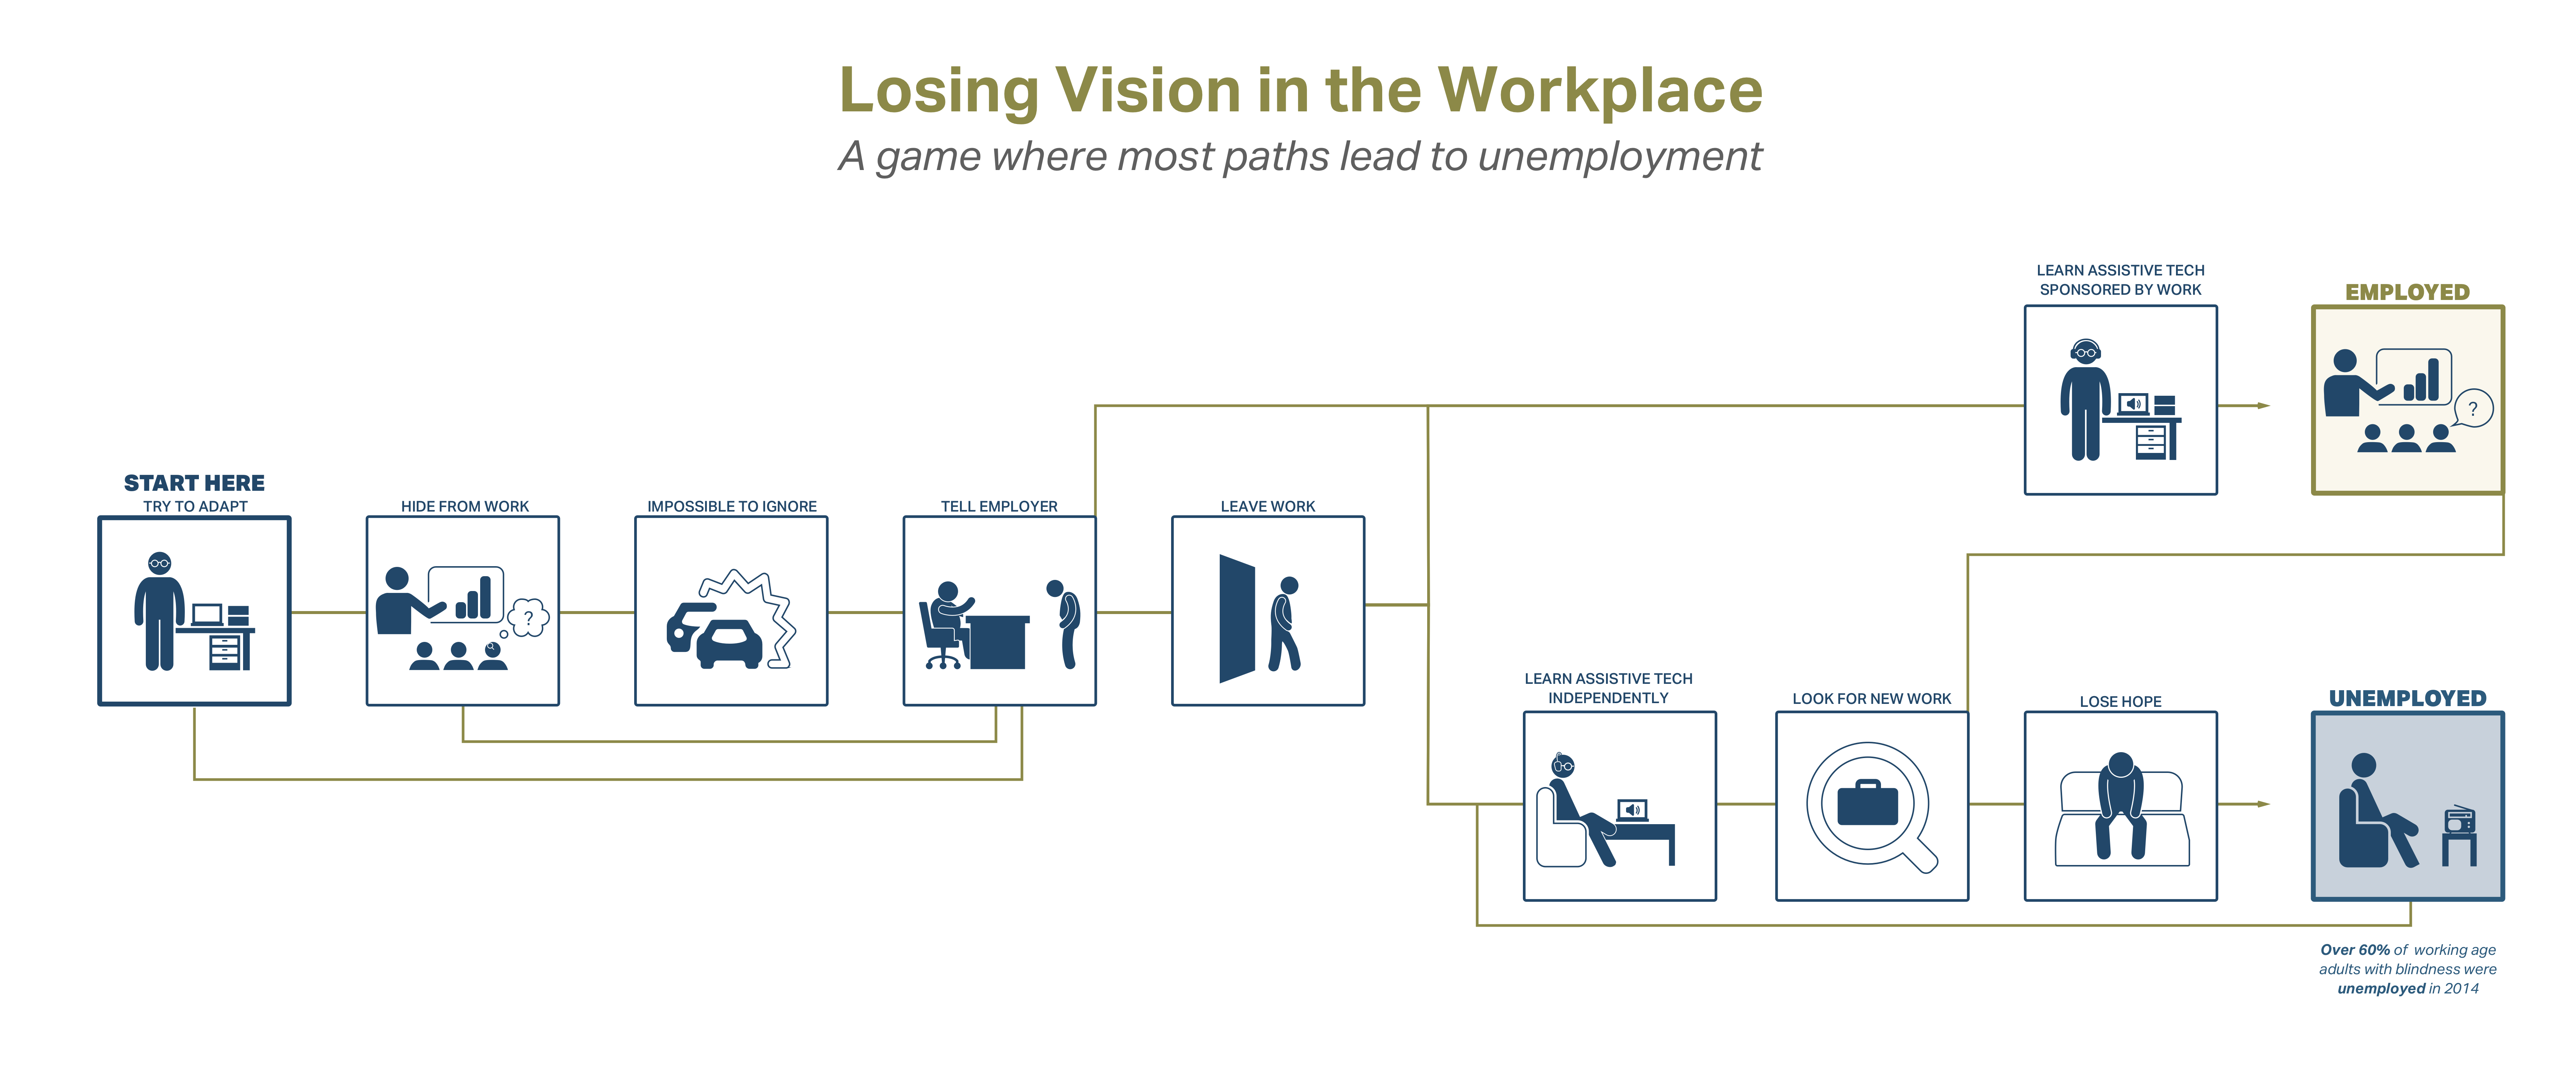 Losing Vision in the Workplace
A game where most paths lead to unemployment
START HERE
TRY TO ADAPT
HIDE FROM WORK
?
IMPOSSIBLE TO IGNORE
TELL EMPLOYER
LEAVE WORK
LEARN ASSISTIVE TECH
SPONSORED BY WORK
EMPLOYED
?
LEARN ASSISTIVE TECH
INDEPENDENTLY
LOOK FOR NEW WORK
LOSE HOPE
UNEMPLOYED
Over 60% of working age
adults with blindness were
unemployed in 2014